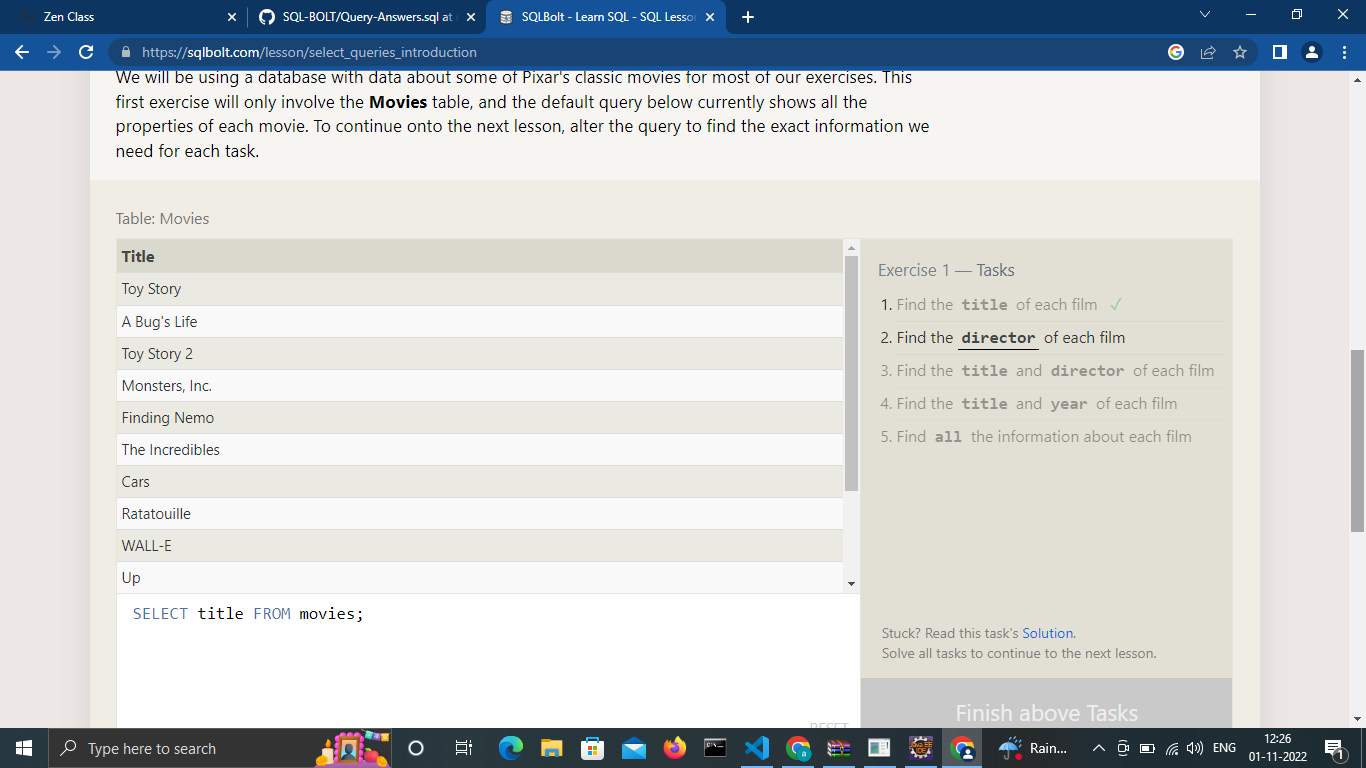 Zen Class
SQL-BOLT/Query-Answers.sql at
SQLBolt - Learn SQL - SQL Lesson
https://sqlbolt.com/lesson/select_queries_introduction
We will be using a database with data about some of Pixar's classic movies for most of our exercises. This
first exercise will only involve the Movies table, and the default query below currently shows all the
properties of each movie. To continue onto the next lesson, alter the query to find the exact information we
need for each task.
Table: Movies
Title
Toy Story
A Bug's Life
Toy Story 2
Monsters, Inc.
Finding Nemo
The Incredibles
Cars
Ratatouille
WALL-E
Up
SELECT title FROM movies;
RESET
Exercise 1 — Tasks
1. Find the title of each film ✓
2. Find the director of each film
3. Find the title and director of each film
4. Find the title and year of each film
5. Find all the information about each film
Stuck? Read this task's Solution.
Solve all tasks to continue to the next lesson.
Finish above Tasks
Type here to search
Rain...
ENG
12:26
01-11-2022
1